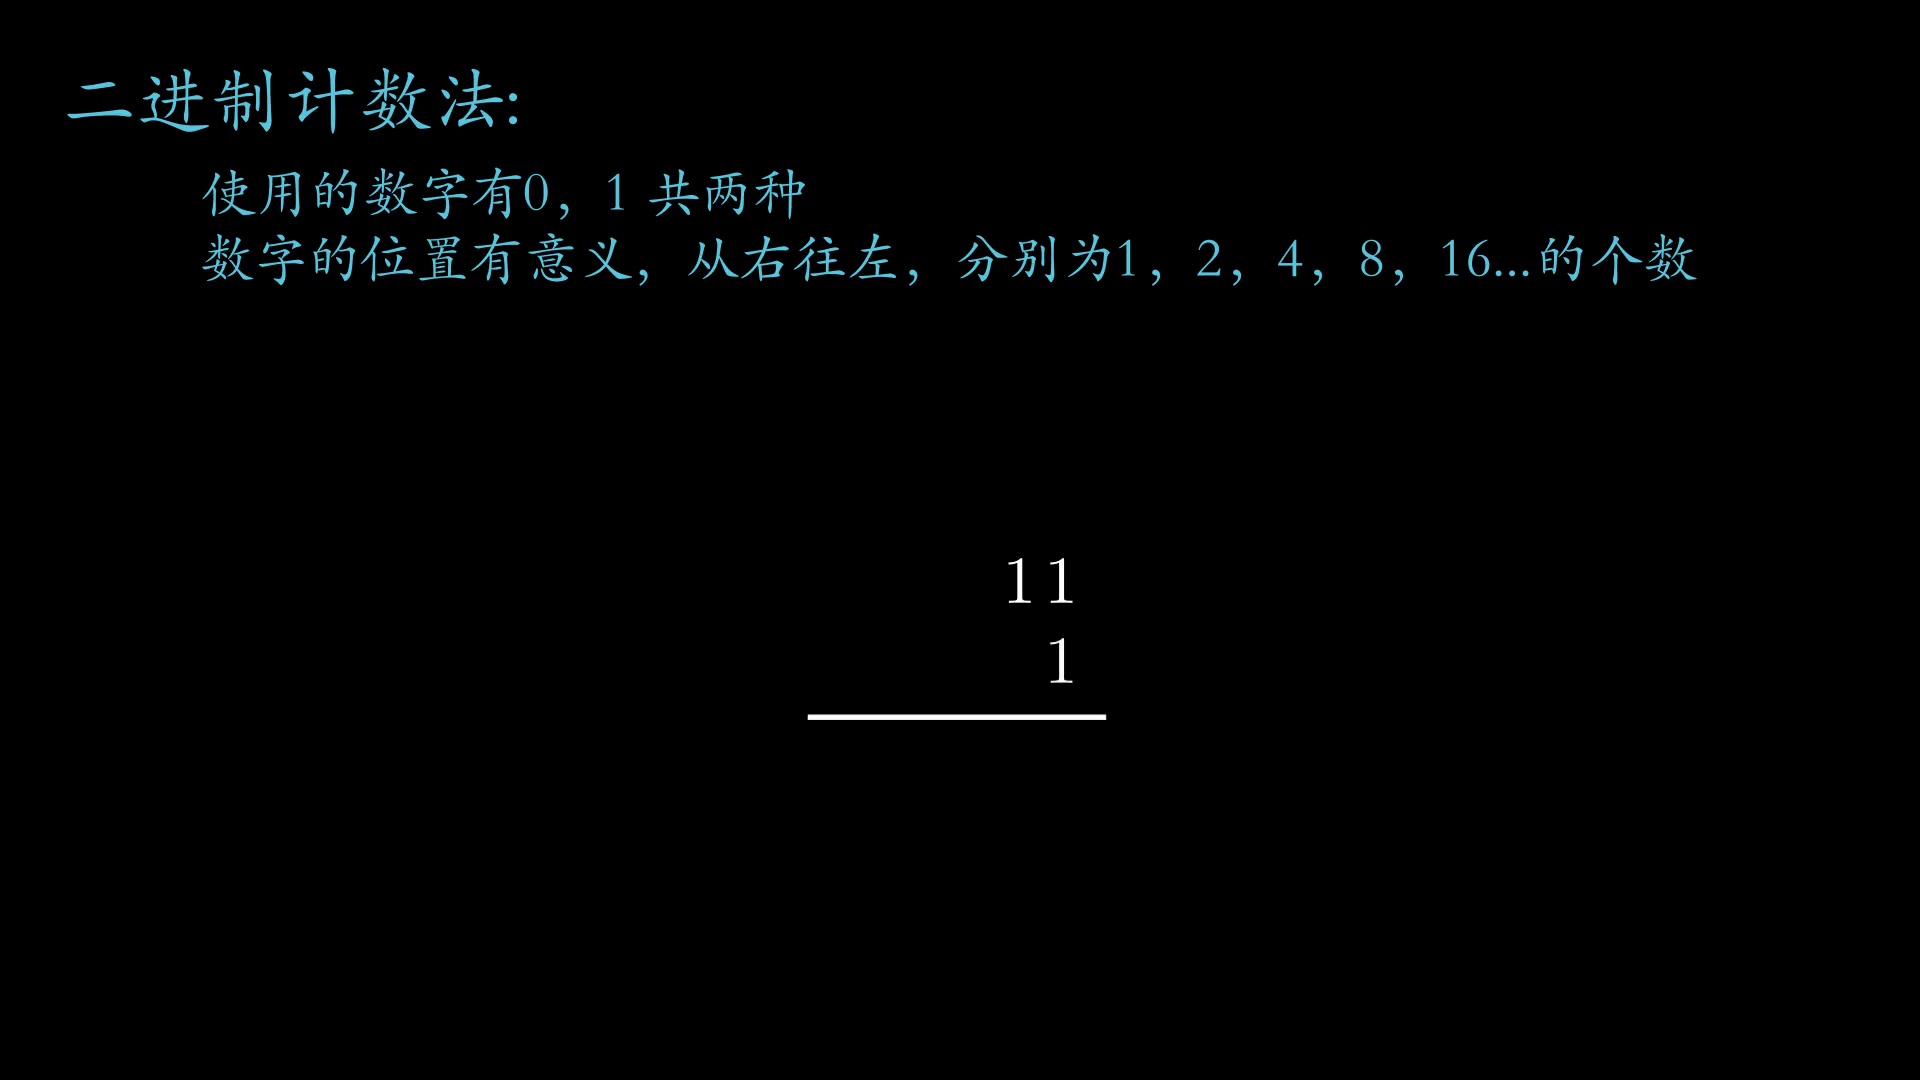 二进制计数法:
使用的数字有0，1 共两种
数字的位置有意义，从右往左，分别为1，2，4，8，16...的个数
11
1